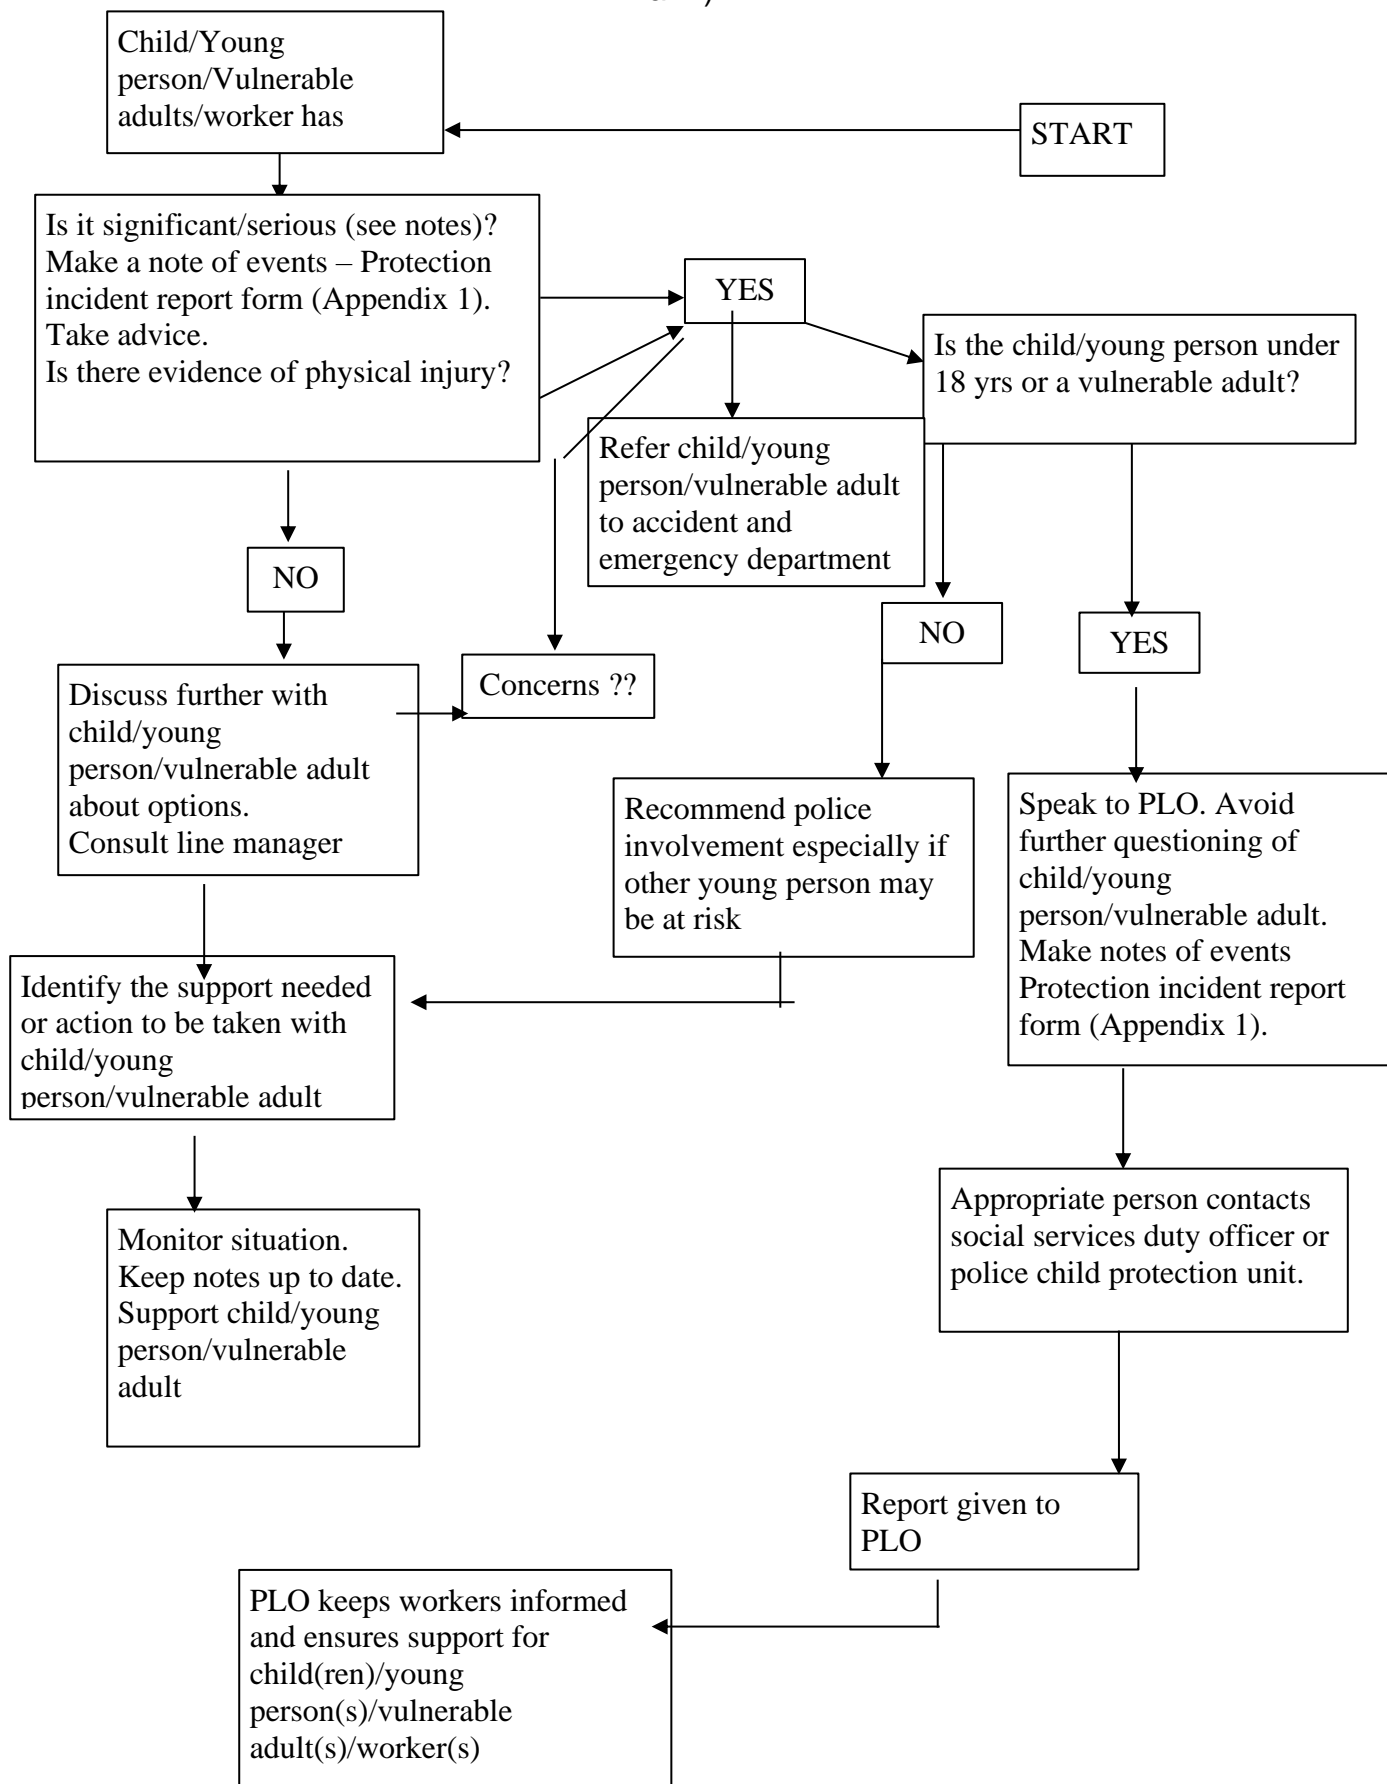 Child/Young
person/Vulnerable
adults/worker has
START
Is it significant/serious (see notes)?
Make a note of events – Protection
incident report form (Appendix 1).
Take advice.
Is there evidence of physical injury?
YES
Is the child/young person under
18 yrs or a vulnerable adult?
Refer child/young
person/vulnerable adult
to accident and
emergency department
NO
NO
YES
Discuss further with
child/young
person/vulnerable adult
about options.
Consult line manager
Concerns ??
Recommend police
involvement especially if
other young person may
be at risk
Speak to PLO. Avoid
further questioning of
child/young
person/vulnerable adult.
Make notes of events
Protection incident report
form (Appendix 1).
Identify the support needed
or action to be taken with
child/young
person/vulnerable adult
Appropriate person contacts
social services duty officer or
police child protection unit.
Monitor situation.
Keep notes up to date.
Support child/young
person/vulnerable
adult
Report given to
PLO
PLO keeps workers informed
and ensures support for
child(ren)/young
person(s)/vulnerable
adult(s)/worker(s)